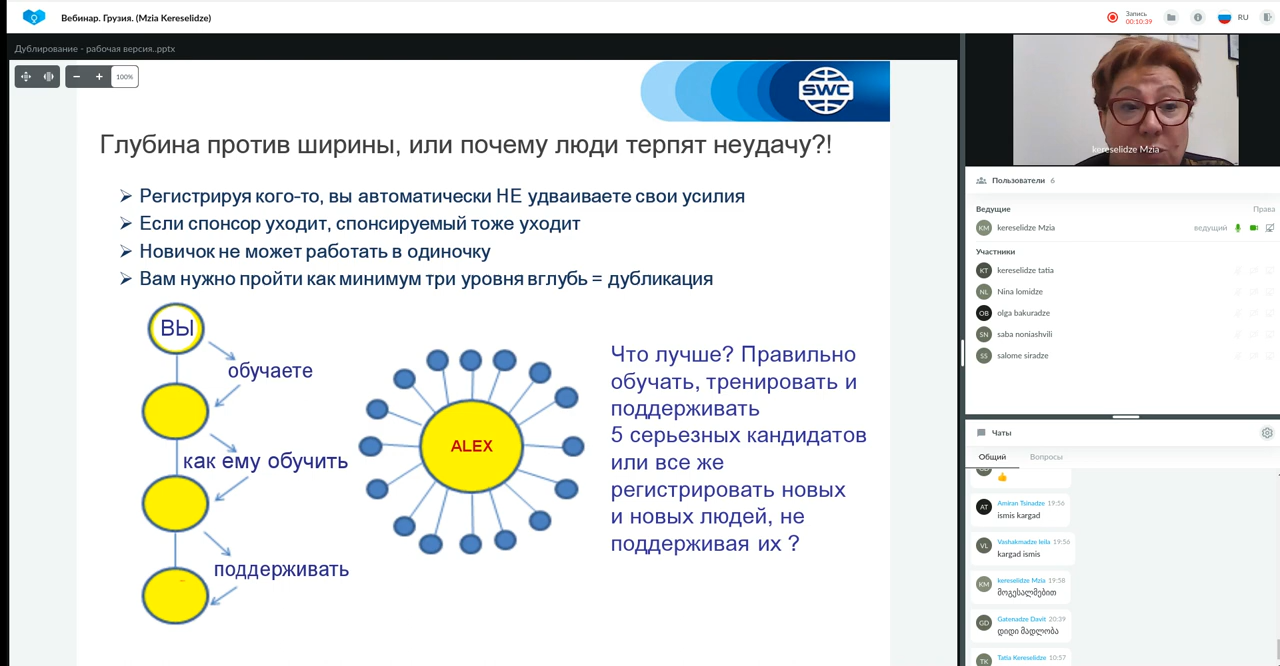 Вебинар. Грузия. (Mzia Kereselidze)
Запись
00:10:39
RU
Дублирование - рабочая версия..pptx
100%
SWC
Глубина против ширины, или почему люди терпят неудачу?!
Регистрируя кого-то, вы автоматически НЕ удваиваете свои усилия
Если спонсор уходит, спонсируемый тоже уходит
Новичок не может работать в одиночку
Вам нужно пройти как минимум три уровня вглубь = дубликация
ВЫ
обучаете
как ему обучить
поддерживать
ALEX
Что лучше? Правильно
обучать, тренировать и
поддерживать
5 серьезных кандидатов
или все же
регистрировать новых
и новых людей, не
поддерживая их ?
kereselidze Mzia
Пользователи 6
Ведущие Права
KM kereselidze Mzia ведущий
Участники
KT kereselidze tatia
NL Nina lomidze
OB olga bakuradze
SN saba noniashvili
SS salome siradze
Чаты
Общий Вопросы
GD
AT Amiran Tsinadze 19:56
ismis kargad
VL Vashakmadze leila 19:56
kargad ismis
KM kereselidze Mzia 19:58
მოგესალმებით
GD Gatenadze Davit 20:39
დიდი მადლობა
TK Tatia Kereselidze 10:57